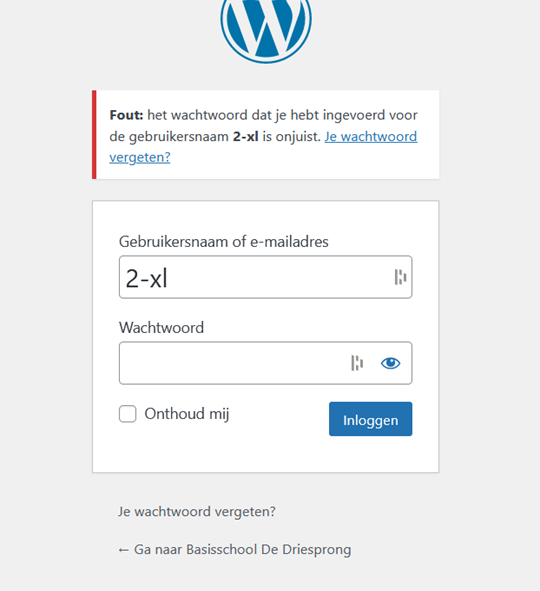 Fout: het wachtwoord dat je hebt ingevoerd voor
de gebruikersnaam 2-xl is onjuist. Je wachtwoord
vergeten?
Gebruikersnaam of e-mailadres
2-xl
Wachtwoord
Onthoud mij
Inloggen
Je wachtwoord vergeten?
← Ga naar Basisschool De Driesprong